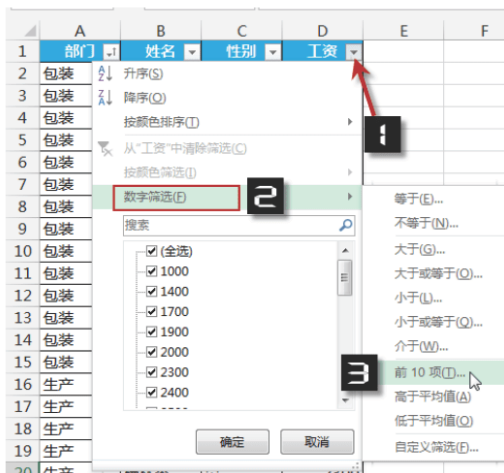 A B C D E F
1 部门 姓名 性别 工资
2 包装 升序(S)
3 包装 降序(O)
4 包装 按颜色排序(T) 1
5 包装 从"工资"中清除筛选(C)
6 包装 按颜色筛选(I)
7 包装 数字筛选(F) 2 等于(E)...
8 包装 搜索 不等于(N)...
9 包装 (全选) 大于(G)...
10 包装 1000 大于或等于(O)...
11 包装 1400 小于(L)...
12 包装 1700 小于或等于(Q)...
13 包装 1900 介于(W)...
14 包装 2000
15 包装 2300 3 前 10 项(T)...
16 生产 2400 高于平均值(A)
17 生产 低于平均值(O)
18 生产 确定 取消 自定义筛选(F)...
19 生产
20 生产